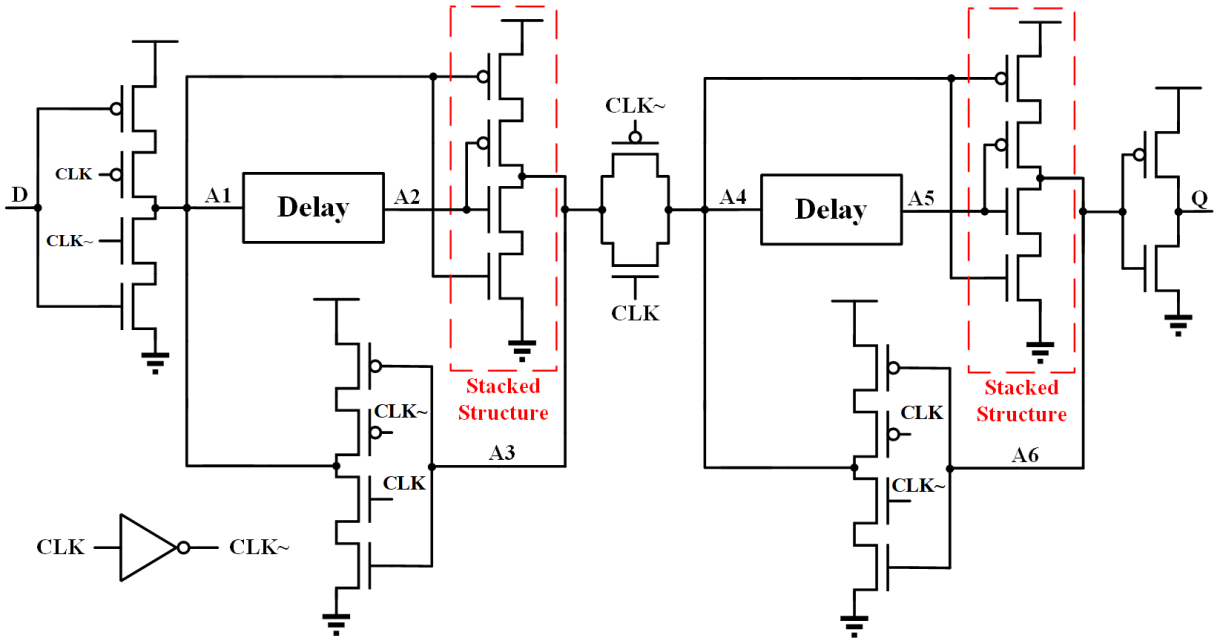 CLK~
CLK
D
CLK~
A1
Delay
A2
CLK~
CLK
A4
Delay
A5
Q
Stacked
Structure
Stacked
Structure
CLK~
CLK
A3
CLK
CLK~
A6
CLK
CLK~